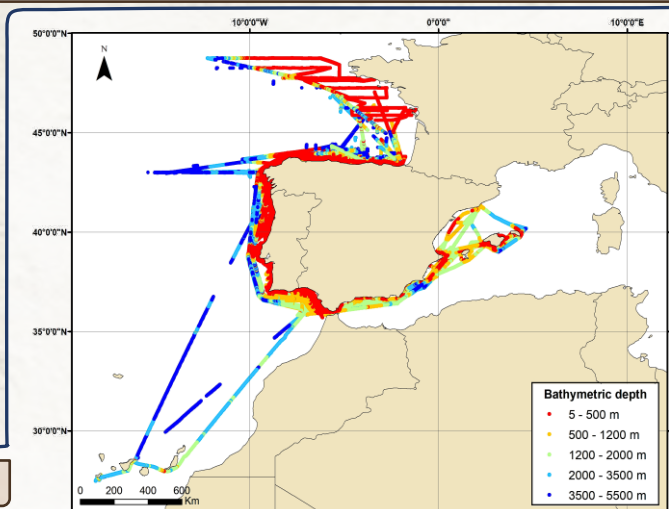 10°0'0"W 0°0'0" 10°0'0"E
50°0'0"N
N
45°0'0"N
40°0'0"N
35°0'0"N
30°0'0"N
Bathymetric depth
5 - 500 m
500 - 1200 m
1200 - 2000 m
2000 - 3500 m
3500 - 5500 m
0 200 400 600
Km